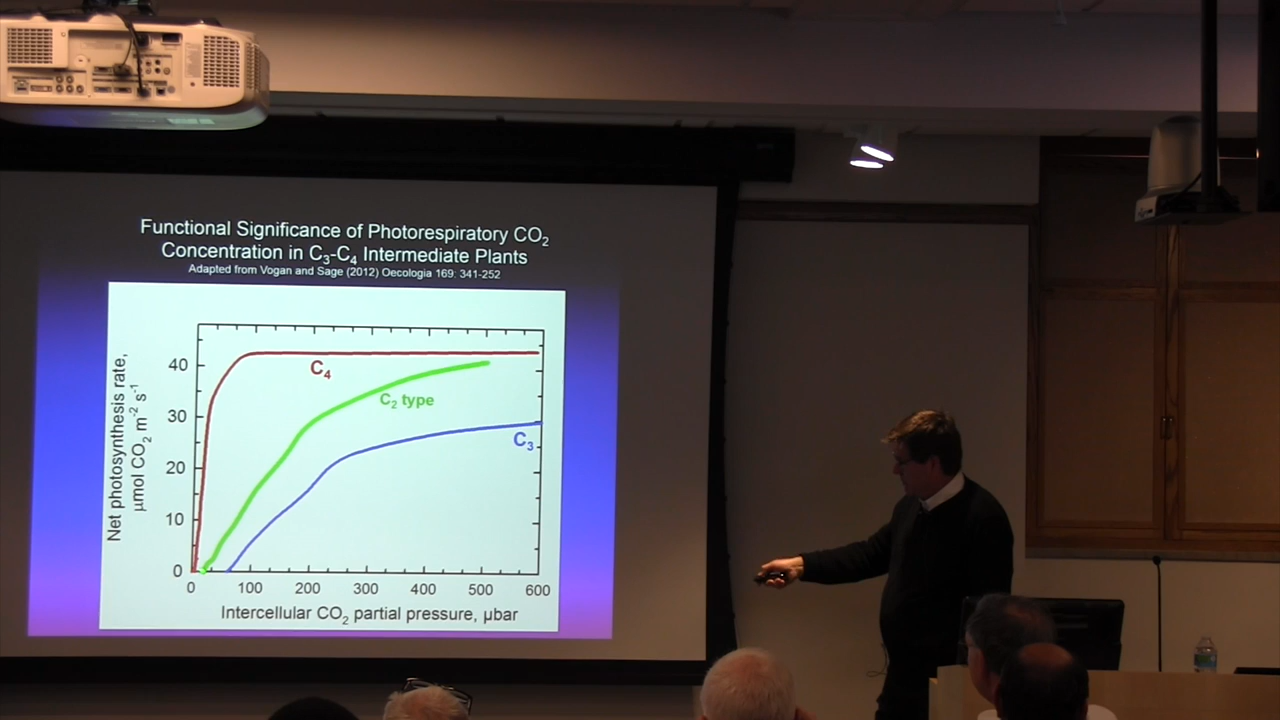 Functional Significance of Photorespiratory CO₂
Concentration in C₃-C₄ Intermediate Plants
Adapted from Vogan and Sage (2012) Oecologia 169: 341-252
Net photosynthesis rate,
μmol CO₂ m⁻² s⁻¹
40
30
20
10
0
C₄
C₂ type
C₃
0 100 200 300 400 500 600
Intercellular CO₂ partial pressure, μbar